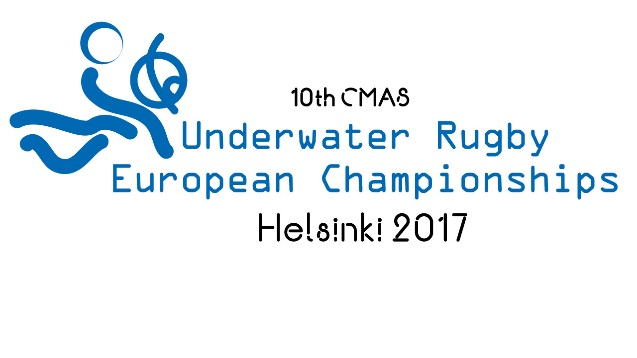 10th CMAS
Underwater Rugby
European Championships
Helsinki 2017